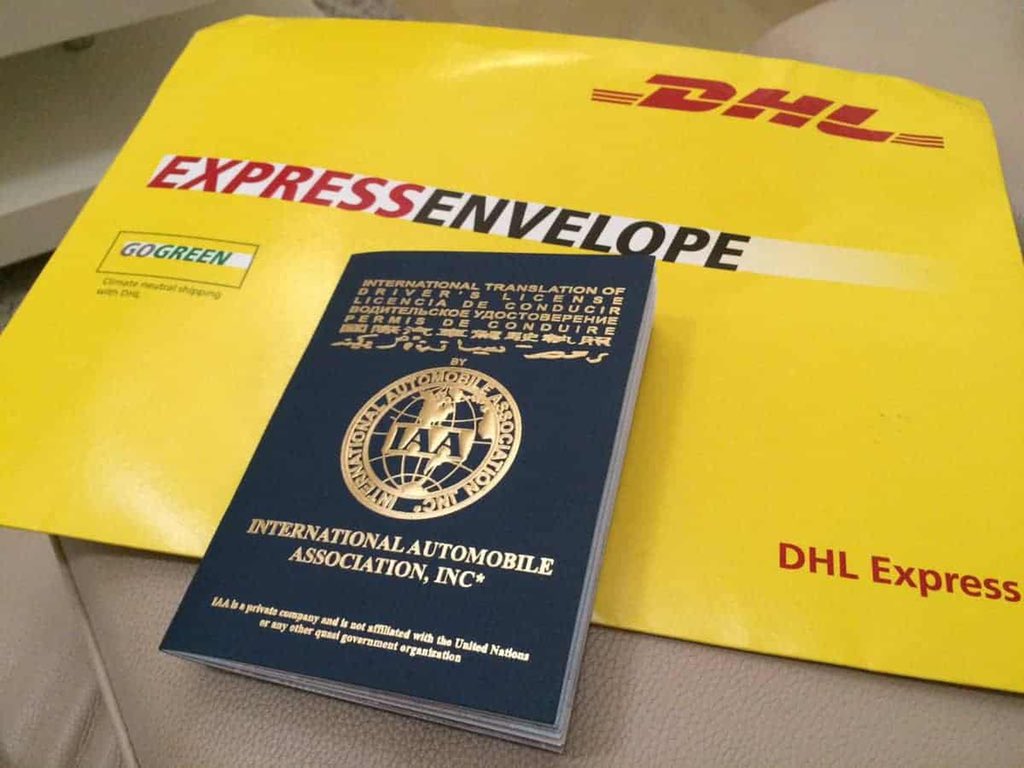 DHL
EXPRESSENVELOPE
GOGREEN
Climate neutral shipping
with DHL
INTERNATIONAL TRANSLATION OF
DRIVER'S LICENSE
LICENCIA DE CONDUCIR
ВОДИТЕЛЬСКОЕ УДОСТОВЕРЕНИЕ
PERMIS DE CONDUIRE
BY
INTERNATIONAL AUTOMOBILE ASSOCIATION, INC.
IAA
INTERNATIONAL AUTOMOBILE
ASSOCIATION, INC*
IAA is a private company and is not affiliated with the United Nations
or any other quasi government organization
DHL Express